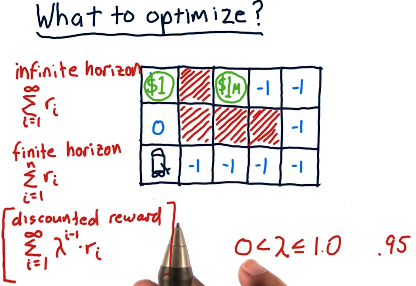 What to optimize?
infinite horizon
∞
Σ rᵢ
i=1
finite horizon
n
Σ rᵢ
i=1
discounted reward
∞
Σ λ^(i-1) · rᵢ
i=1
$1 $1M -1 -1
0 -1
-1 -1 -1 -1
0 < λ ≤ 1.0 .95